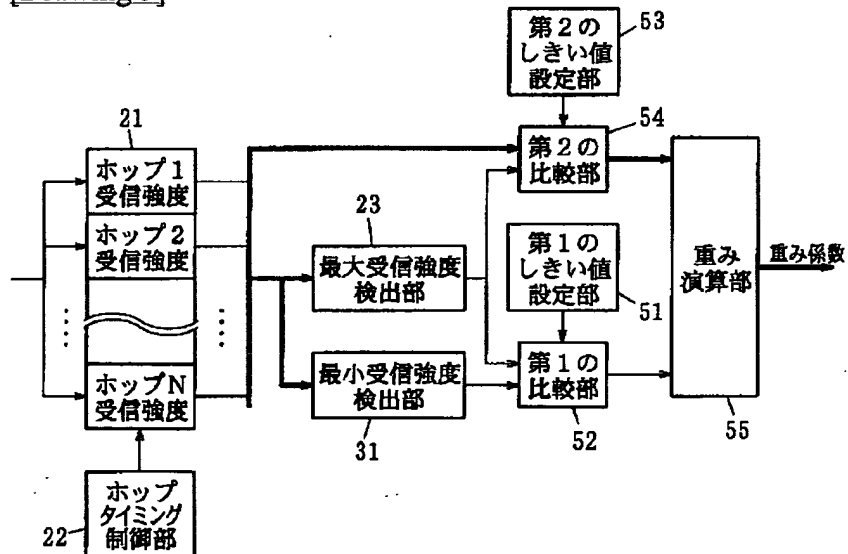 第2の
しきい値
設定部
53
21
54
ホップ1
受信強度
第2の
比較部
ホップ2
受信強度
23
最大受信強度
検出部
第1の
しきい値
設定部
51
重み
演算部
重み係数
ホップN
受信強度
最小受信強度
検出部
31
第1の
比較部
52
55
ホップ
タイミング
制御部
22